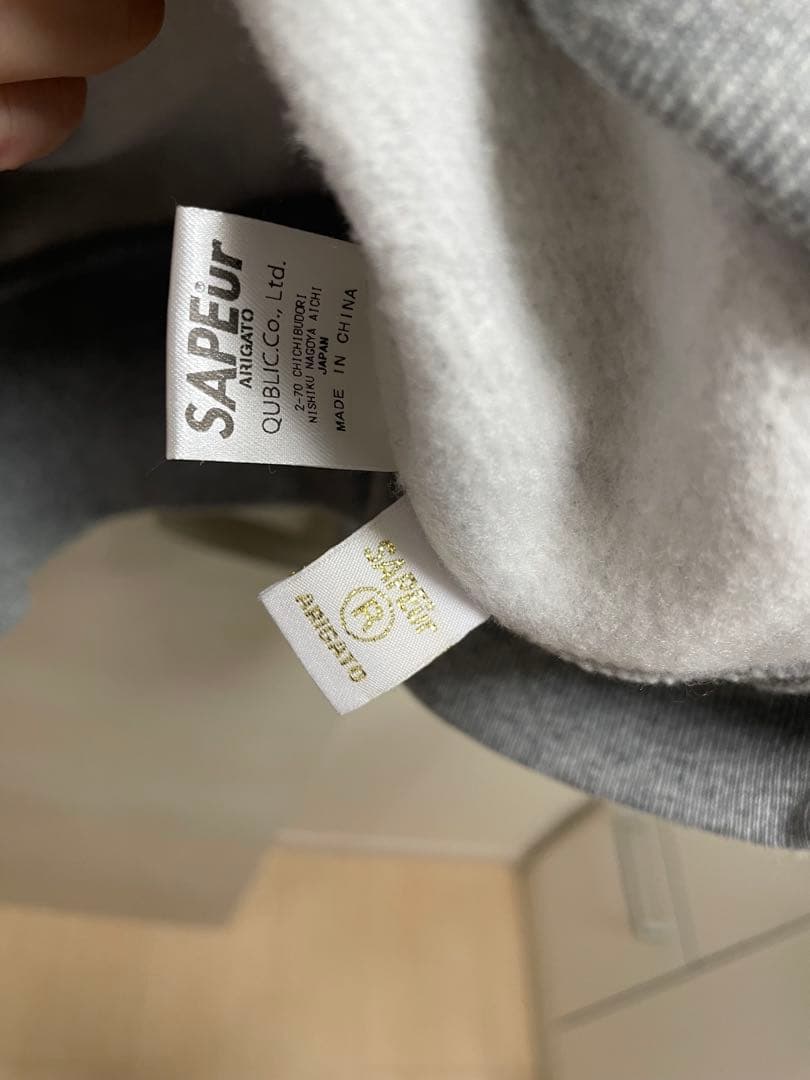 SAPEur®
ARIGATO
QUBLIC.Co., Ltd.
2-70 CHICHIBUDORI
NISHIKU NAGOYA AICHI
JAPAN
MADE IN CHINA
SAPEur
R
ARIGATO